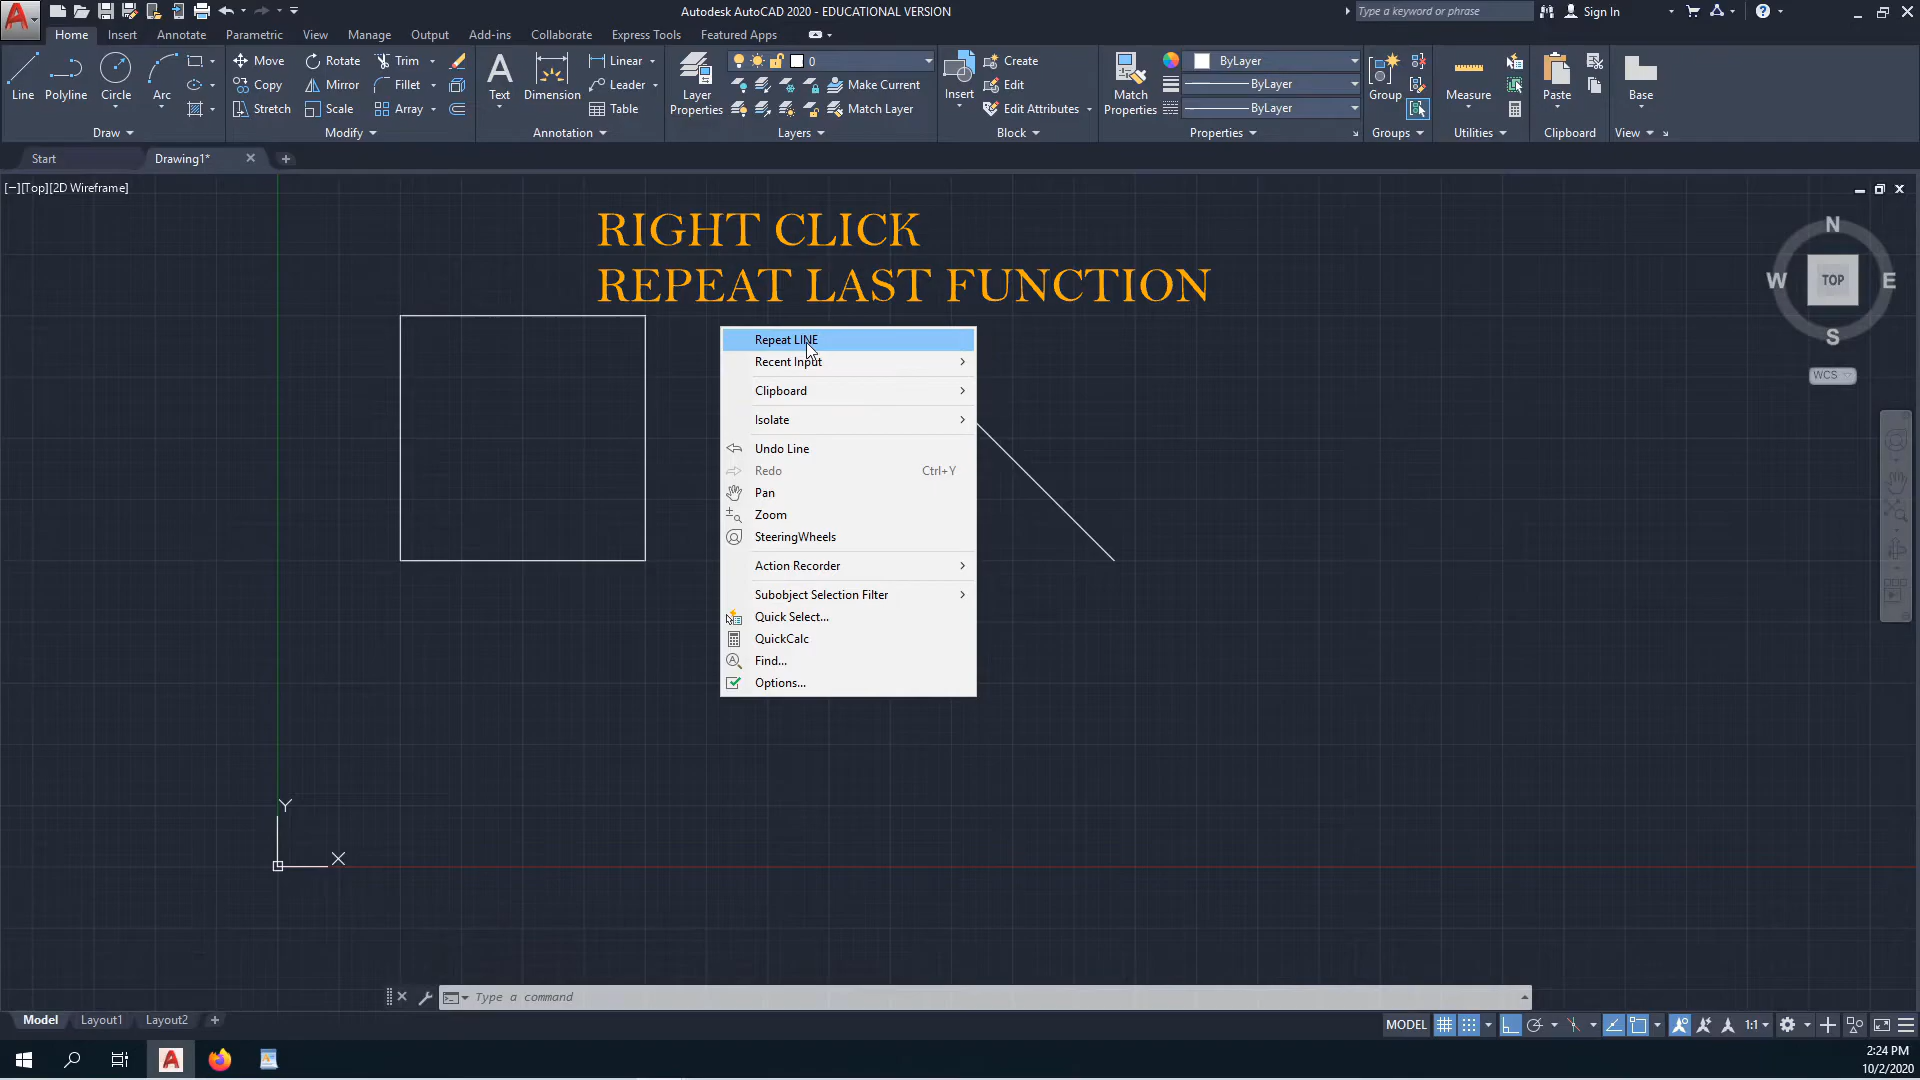 Autodesk AutoCAD 2020 - EDUCATIONAL VERSION
Type a keyword or phrase
Sign In
Home Insert Annotate Parametric View Manage Output Add-ins Collaborate Express Tools Featured Apps
Line Polyline Circle Arc
Move Rotate Trim
Copy Mirror Fillet
Stretch Scale Array
Text Dimension
Linear
Leader
Table
Layer Properties
0
Make Current
Match Layer
Insert
Create
Edit
Edit Attributes
Match Properties
ByLayer
ByLayer
ByLayer
Group Measure Paste Base
Draw Modify Annotation Layers Block Properties Groups Utilities Clipboard View
Start Drawing1*
[−][Top][2D Wireframe]
RIGHT CLICK
REPEAT LAST FUNCTION
N
W TOP E
S
WCS
Repeat LINE
Recent Input
Clipboard
Isolate
Undo Line
Redo Ctrl+Y
Pan
Zoom
SteeringWheels
Action Recorder
Subobject Selection Filter
Quick Select...
QuickCalc
Find...
Options...
Y
X
Type a command
Model Layout1 Layout2
MODEL
1:1
2:24 PM
10/2/2020